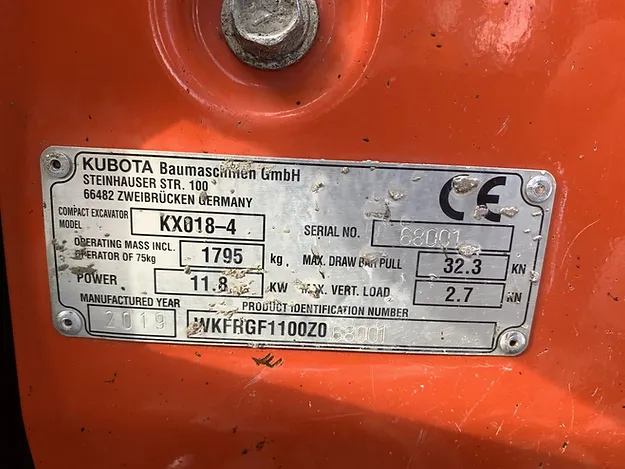 KUBOTA Baumaschinen GmbH
STEINHAUSER STR. 100
66482 ZWEIBRÜCKEN GERMANY
CE
COMPACT EXCAVATOR
MODEL
KX018-4
SERIAL NO. 68001
OPERATING MASS INCL.
OPERATOR OF 75kg
1795 kg
MAX. DRAW BAR PULL 32.3 KN
POWER 11.8 KW
MAX. VERT. LOAD 2.7 KN
MANUFACTURED YEAR
2019
PRODUCT IDENTIFICATION NUMBER
WKFRGF1100Z068001